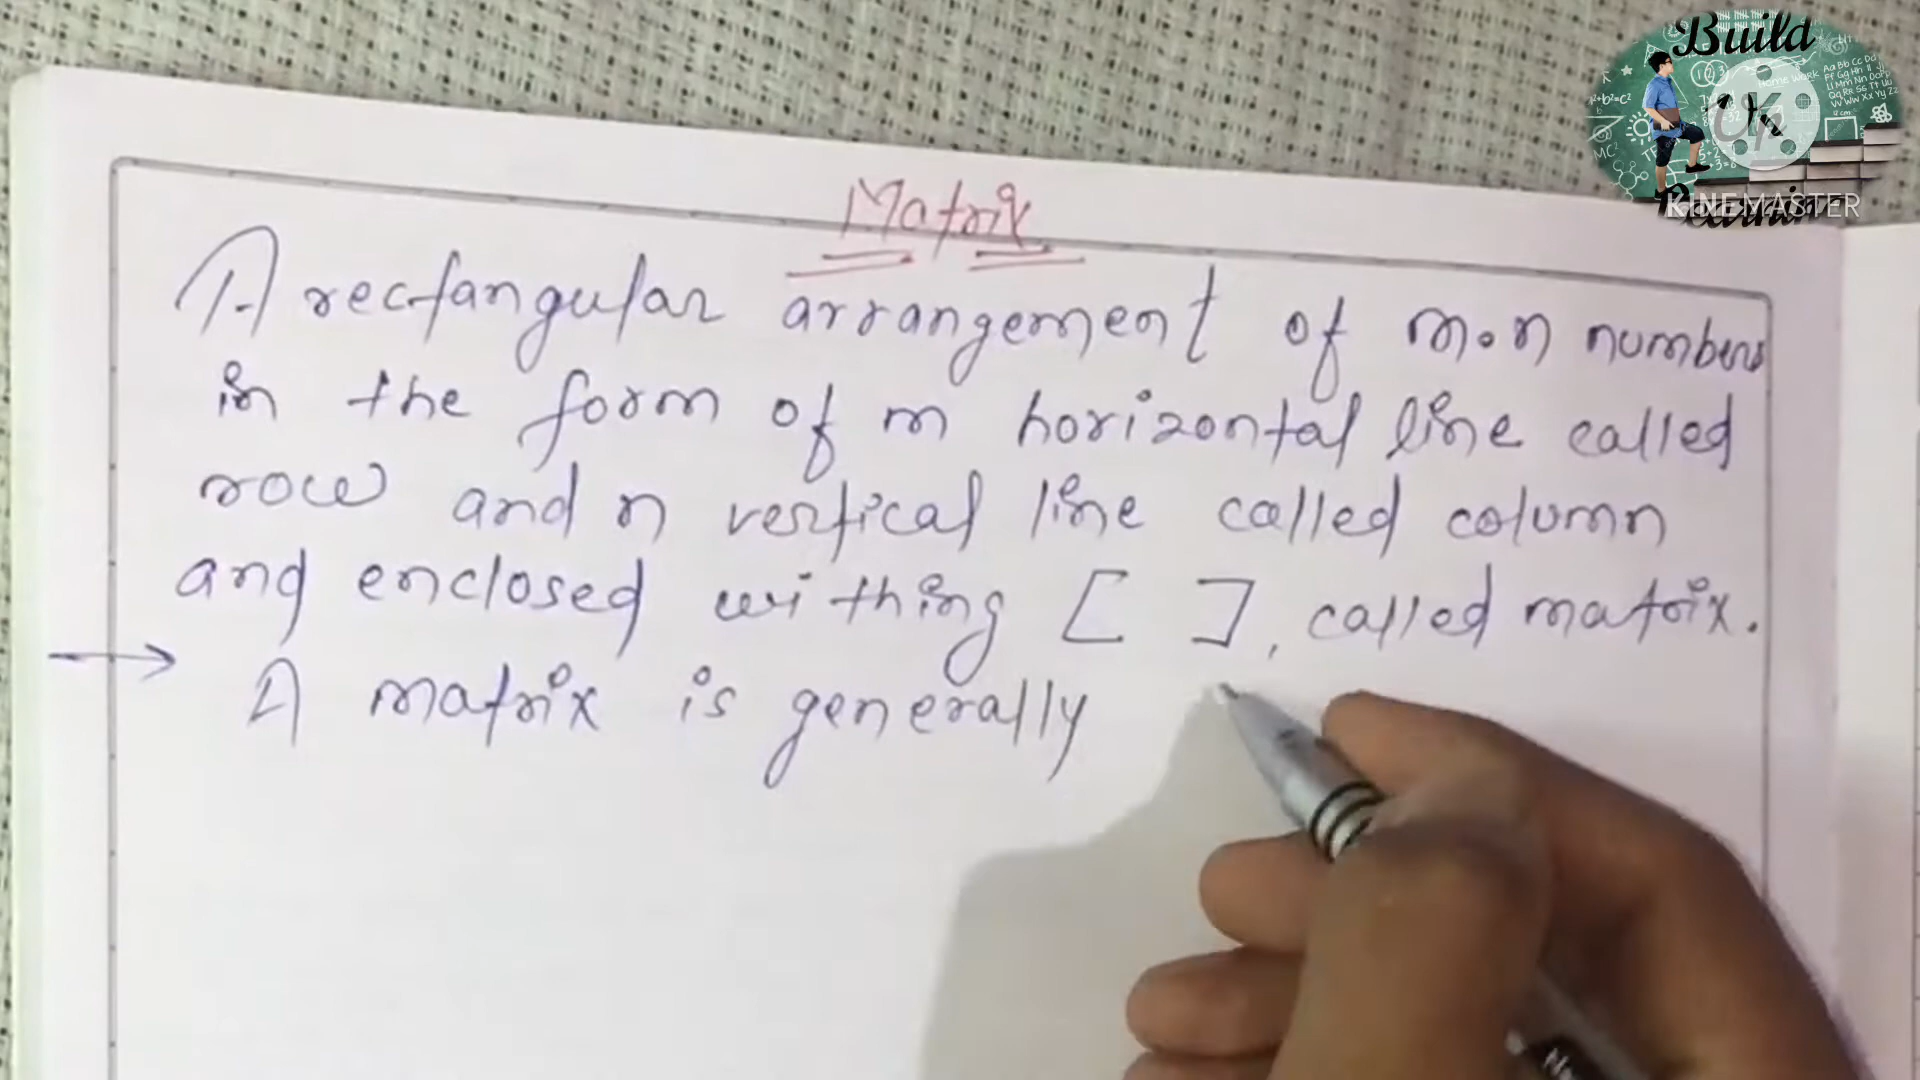 Build
KINEMASTER
Matrix
A rectangular arrangement of m.n numbers
in the form of m horizontal line called
row and n vertical line called column
and enclosed withing [ ], called matrix.
A matrix is generally